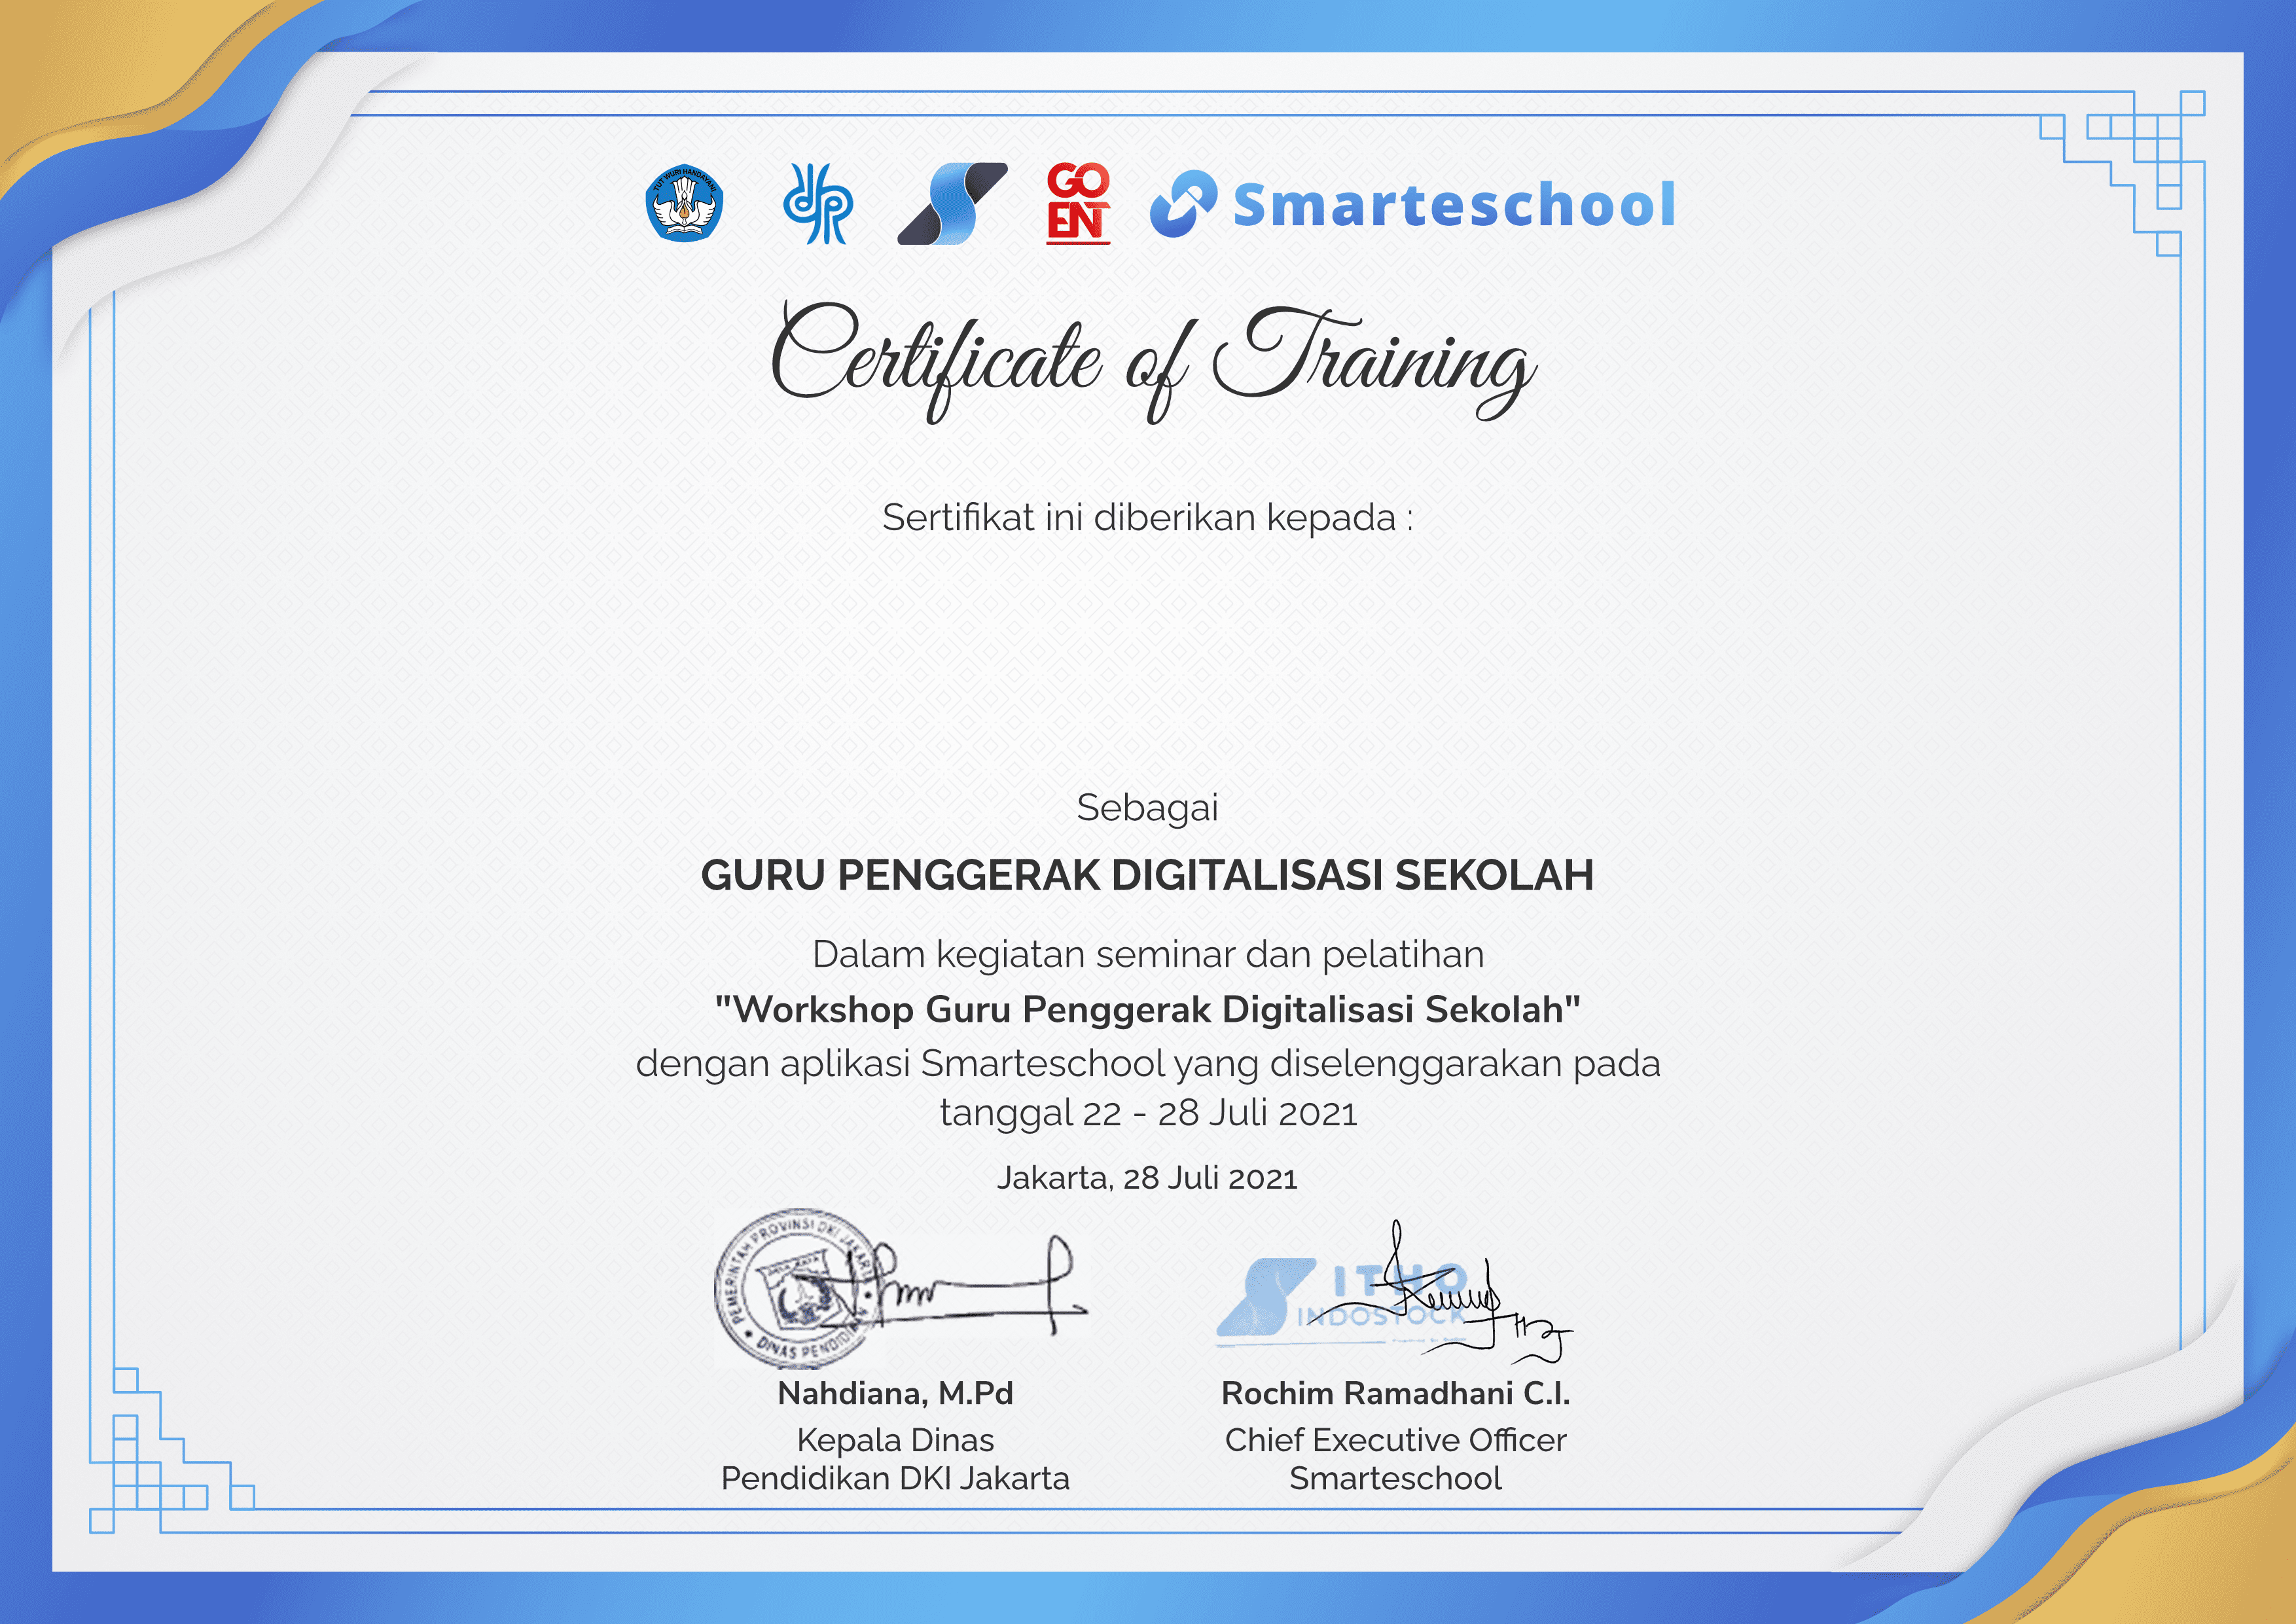 TUT WURI HANDAYANI
GO
ENT
Smarteschool
Certificate of Training
Sertifikat ini diberikan kepada :
Sebagai
GURU PENGGERAK DIGITALISASI SEKOLAH
Dalam kegiatan seminar dan pelatihan
"Workshop Guru Penggerak Digitalisasi Sekolah"
dengan aplikasi Smarteschool yang diselenggarakan pada
tanggal 22 - 28 Juli 2021
Jakarta, 28 Juli 2021
PEMERINTAH PROVINSI DKI JAKARTA
DINAS PENDIDIKAN
ITHO
INDOSTOCK
Nahdiana, M.Pd
Rochim Ramadhani C.I.
Kepala Dinas
Pendidikan DKI Jakarta
Chief Executive Officer
Smarteschool